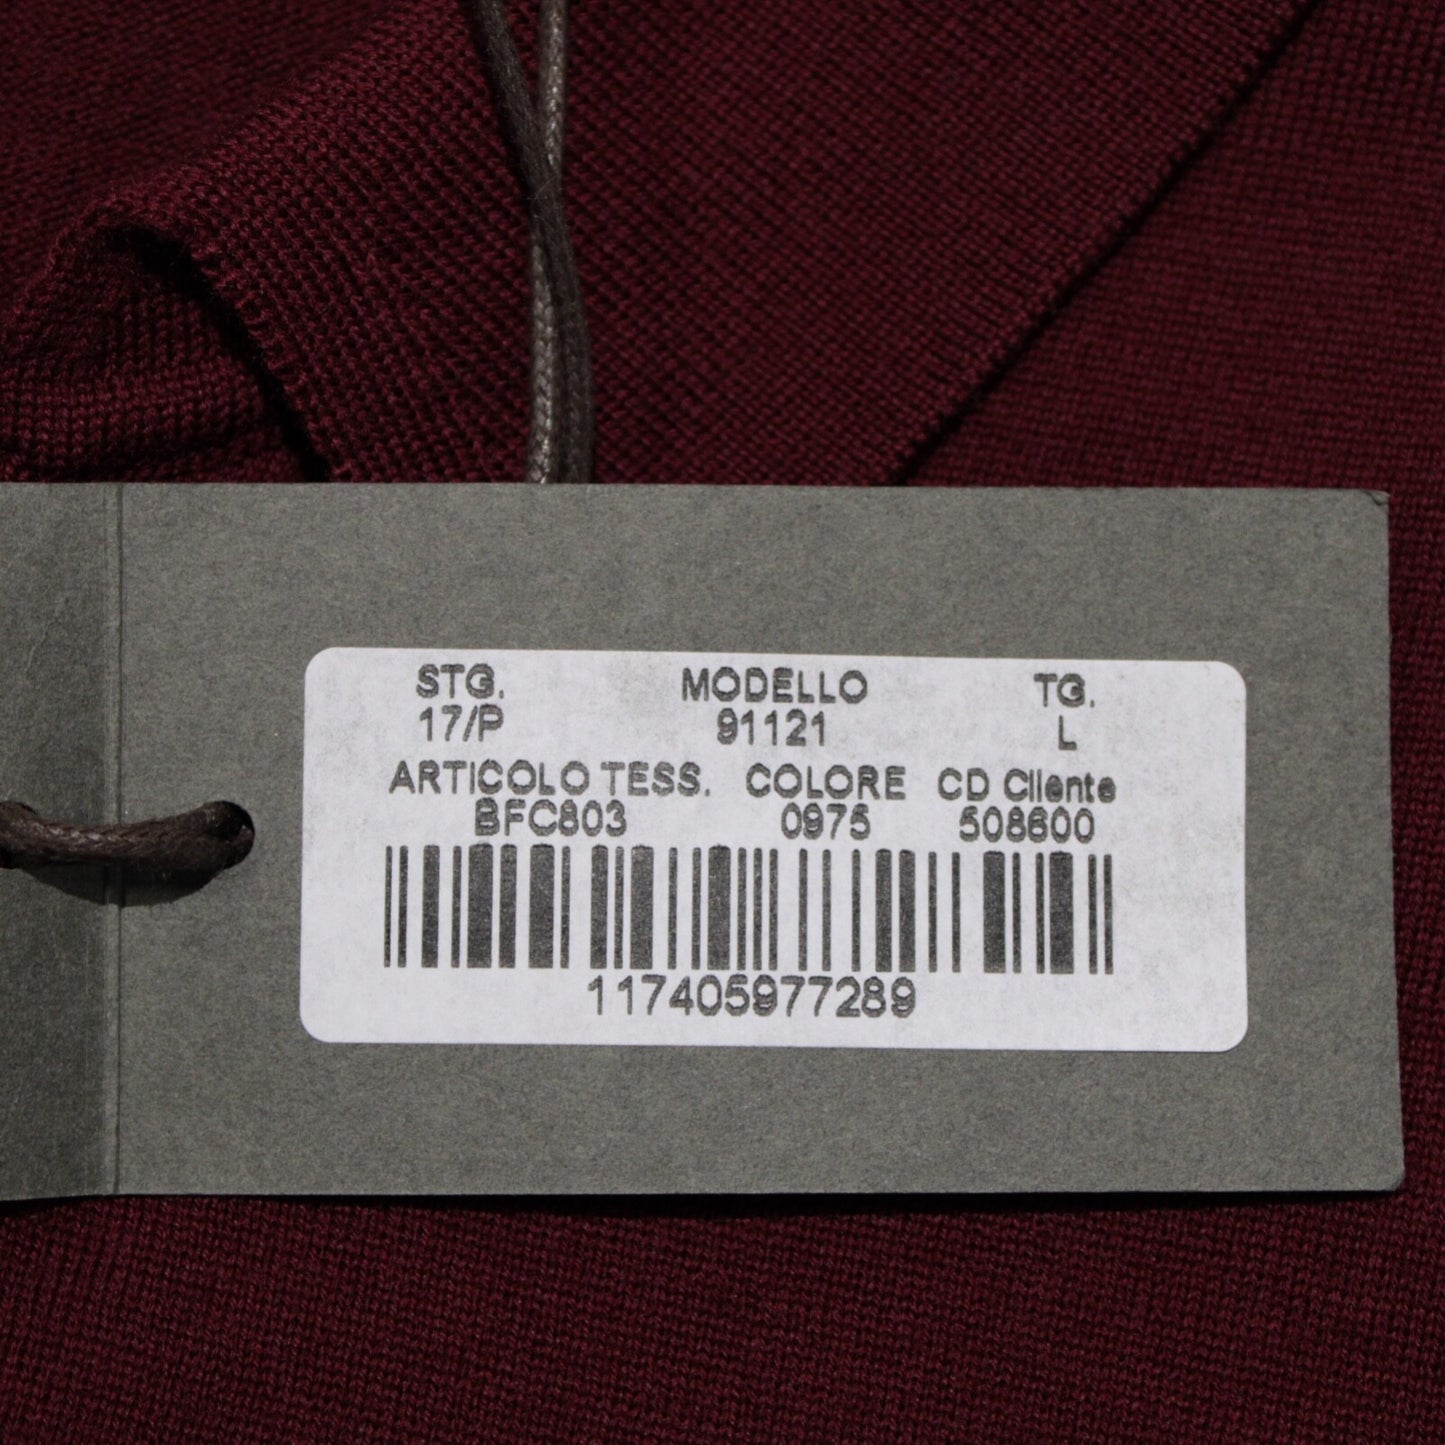 STG. MODELLO TG.
17/P 91121 L
ARTICOLO TESS. COLORE CD Cliente
BFC803 0975 508600
117405977289